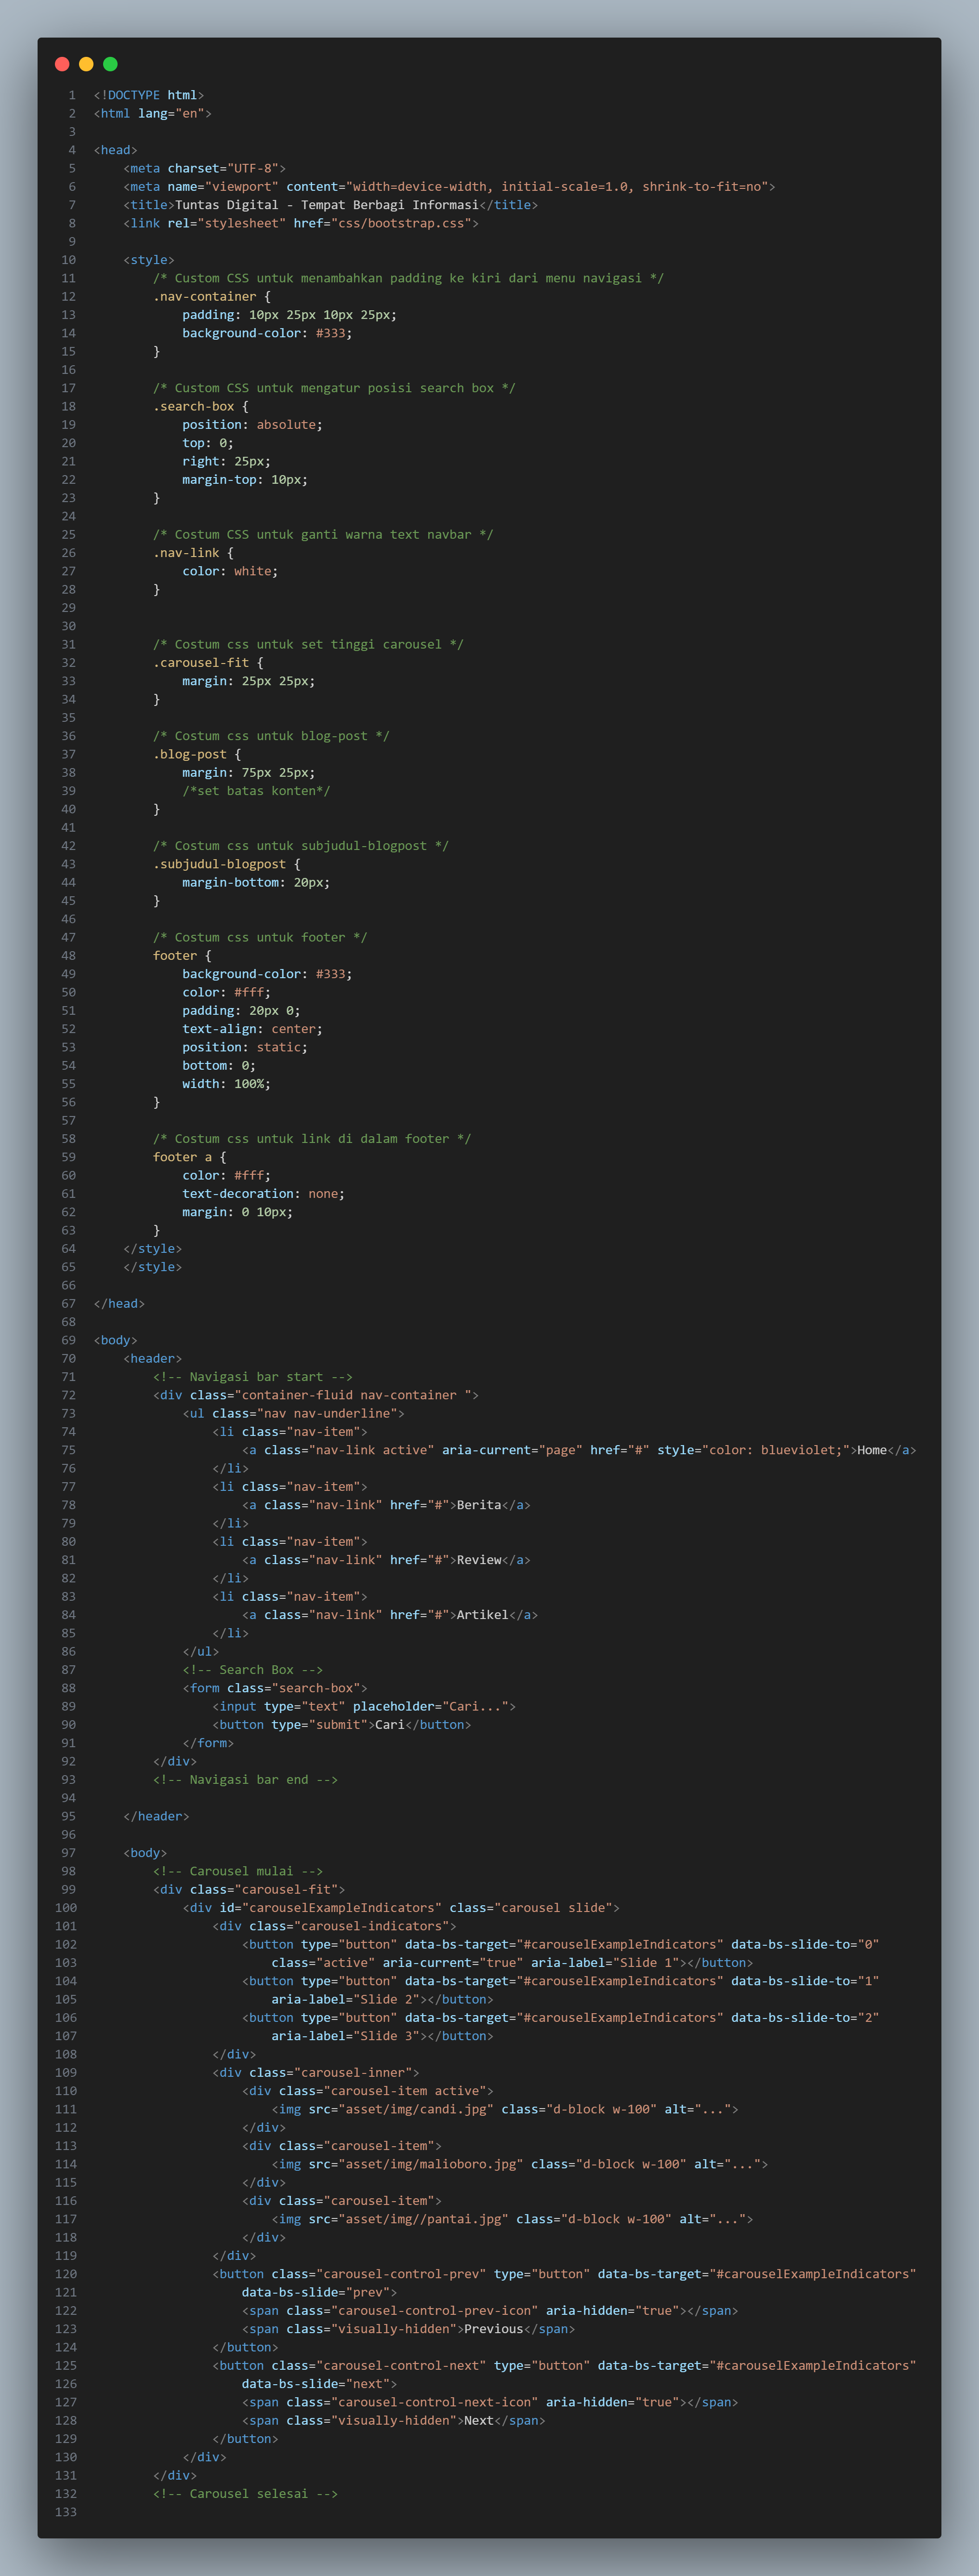 1 <!DOCTYPE html>
2 <html lang="en">
3
4 <head>
5     <meta charset="UTF-8">
6     <meta name="viewport" content="width=device-width, initial-scale=1.0, shrink-to-fit=no">
7     <title>Tuntas Digital - Tempat Berbagi Informasi</title>
8     <link rel="stylesheet" href="css/bootstrap.css">
9
10     <style>
11         /* Custom CSS untuk menambahkan padding ke kiri dari menu navigasi */
12         .nav-container {
13             padding: 10px 25px 10px 25px;
14             background-color: #333;
15         }
16
17         /* Custom CSS untuk mengatur posisi search box */
18         .search-box {
19             position: absolute;
20             top: 0;
21             right: 25px;
22             margin-top: 10px;
23         }
24
25         /* Costum CSS untuk ganti warna text navbar */
26         .nav-link {
27             color: white;
28         }
29
30
31         /* Costum css untuk set tinggi carousel */
32         .carousel-fit {
33             margin: 25px 25px;
34         }
35
36         /* Costum css untuk blog-post */
37         .blog-post {
38             margin: 75px 25px;
39             /*set batas konten*/
40         }
41
42         /* Costum css untuk subjudul-blogpost */
43         .subjudul-blogpost {
44             margin-bottom: 20px;
45         }
46
47         /* Costum css untuk footer */
48         footer {
49             background-color: #333;
50             color: #fff;
51             padding: 20px 0;
52             text-align: center;
53             position: static;
54             bottom: 0;
55             width: 100%;
56         }
57
58         /* Costum css untuk link di dalam footer */
59         footer a {
60             color: #fff;
61             text-decoration: none;
62             margin: 0 10px;
63         }
64     </style>
65     </style>
66
67 </head>
68
69 <body>
70     <header>
71         <!-- Navigasi bar start -->
72         <div class="container-fluid nav-container ">
73             <ul class="nav nav-underline">
74                 <li class="nav-item">
75                     <a class="nav-link active" aria-current="page" href="#" style="color: blueviolet;">Home</a>
76                 </li>
77                 <li class="nav-item">
78                     <a class="nav-link" href="#">Berita</a>
79                 </li>
80                 <li class="nav-item">
81                     <a class="nav-link" href="#">Review</a>
82                 </li>
83                 <li class="nav-item">
84                     <a class="nav-link" href="#">Artikel</a>
85                 </li>
86             </ul>
87             <!-- Search Box -->
88             <form class="search-box">
89                 <input type="text" placeholder="Cari...">
90                 <button type="submit">Cari</button>
91             </form>
92         </div>
93         <!-- Navigasi bar end -->
94
95     </header>
96
97     <body>
98         <!-- Carousel mulai -->
99         <div class="carousel-fit">
100             <div id="carouselExampleIndicators" class="carousel slide">
101                 <div class="carousel-indicators">
102                     <button type="button" data-bs-target="#carouselExampleIndicators" data-bs-slide-to="0"
103                         class="active" aria-current="true" aria-label="Slide 1"></button>
104                     <button type="button" data-bs-target="#carouselExampleIndicators" data-bs-slide-to="1"
105                         aria-label="Slide 2"></button>
106                     <button type="button" data-bs-target="#carouselExampleIndicators" data-bs-slide-to="2"
107                         aria-label="Slide 3"></button>
108                 </div>
109                 <div class="carousel-inner">
110                     <div class="carousel-item active">
111                         <img src="asset/img/candi.jpg" class="d-block w-100" alt="...">
112                     </div>
113                     <div class="carousel-item">
114                         <img src="asset/img/malioboro.jpg" class="d-block w-100" alt="...">
115                     </div>
116                     <div class="carousel-item">
117                         <img src="asset/img//pantai.jpg" class="d-block w-100" alt="...">
118                     </div>
119                 </div>
120                 <button class="carousel-control-prev" type="button" data-bs-target="#carouselExampleIndicators"
121                     data-bs-slide="prev">
122                     <span class="carousel-control-prev-icon" aria-hidden="true"></span>
123                     <span class="visually-hidden">Previous</span>
124                 </button>
125                 <button class="carousel-control-next" type="button" data-bs-target="#carouselExampleIndicators"
126                     data-bs-slide="next">
127                     <span class="carousel-control-next-icon" aria-hidden="true"></span>
128                     <span class="visually-hidden">Next</span>
129                 </button>
130             </div>
131         </div>
132         <!-- Carousel selesai -->
133